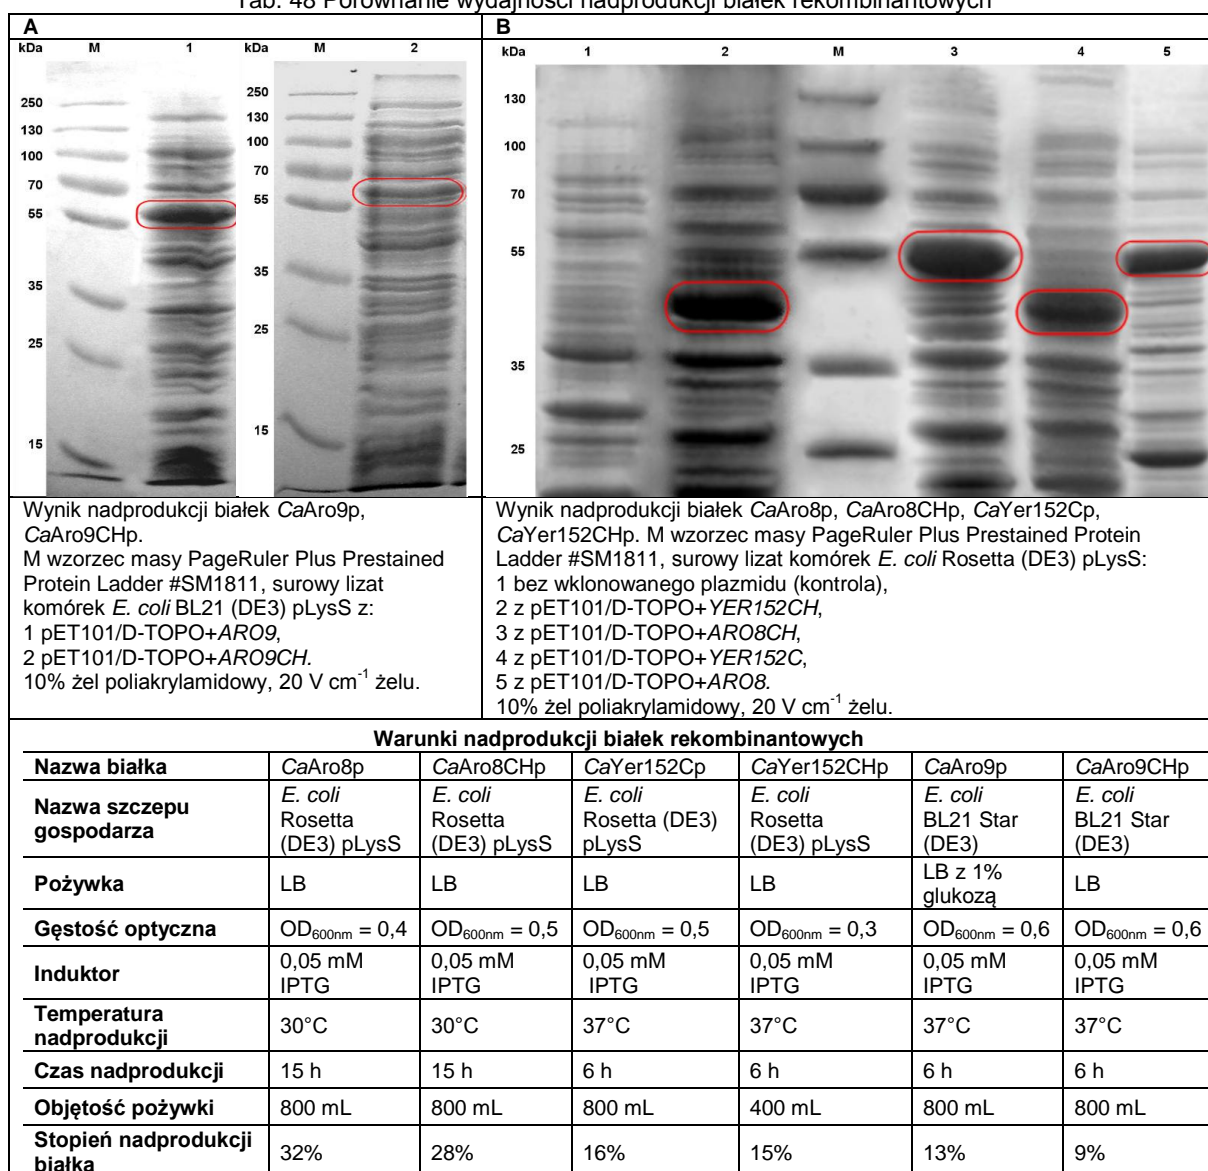 Tab. 48 Porównanie wydajności nadprodukcji białek rekombinantowych
A
B
kDa M 1 kDa M 2
250
130
100
70
55
35
25
15
250
130
100
70
55
35
25
15
kDa 1 2 M 3 4 5
130
100
70
55
35
25
Wynik nadprodukcji białek CaAro9p,
CaAro9CHp.
M wzorzec masy PageRuler Plus Prestained
Protein Ladder #SM1811, surowy lizat
komórek E. coli BL21 (DE3) pLysS z:
1 pET101/D-TOPO+ARO9,
2 pET101/D-TOPO+ARO9CH.
10% żel poliakrylamidowy, 20 V cm-1 żelu.
Wynik nadprodukcji białek CaAro8p, CaAro8CHp, CaYer152Cp,
CaYer152CHp. M wzorzec masy PageRuler Plus Prestained Protein
Ladder #SM1811, surowy lizat komórek E. coli Rosetta (DE3) pLysS:
1 bez wklonowanego plazmidu (kontrola),
2 z pET101/D-TOPO+YER152CH,
3 z pET101/D-TOPO+ARO8CH,
4 z pET101/D-TOPO+YER152C,
5 z pET101/D-TOPO+ARO8.
10% żel poliakrylamidowy, 20 V cm-1 żelu.
Warunki nadprodukcji białek rekombinantowych
Nazwa białka CaAro8p CaAro8CHp CaYer152Cp CaYer152CHp CaAro9p CaAro9CHp
Nazwa szczepu gospodarza E. coli Rosetta (DE3) pLysS E. coli Rosetta (DE3) pLysS E. coli Rosetta (DE3) pLysS E. coli Rosetta (DE3) pLysS E. coli BL21 Star (DE3) E. coli BL21 Star (DE3)
Pożywka LB LB LB LB LB z 1% glukozą LB
Gęstość optyczna OD600nm = 0,4 OD600nm = 0,5 OD600nm = 0,5 OD600nm = 0,3 OD600nm = 0,6 OD600nm = 0,6
Induktor 0,05 mM IPTG 0,05 mM IPTG 0,05 mM IPTG 0,05 mM IPTG 0,05 mM IPTG 0,05 mM IPTG
Temperatura nadprodukcji 30°C 30°C 37°C 37°C 37°C 37°C
Czas nadprodukcji 15 h 15 h 6 h 6 h 6 h 6 h
Objętość pożywki 800 mL 800 mL 800 mL 400 mL 800 mL 800 mL
Stopień nadprodukcji białka 32% 28% 16% 15% 13% 9%